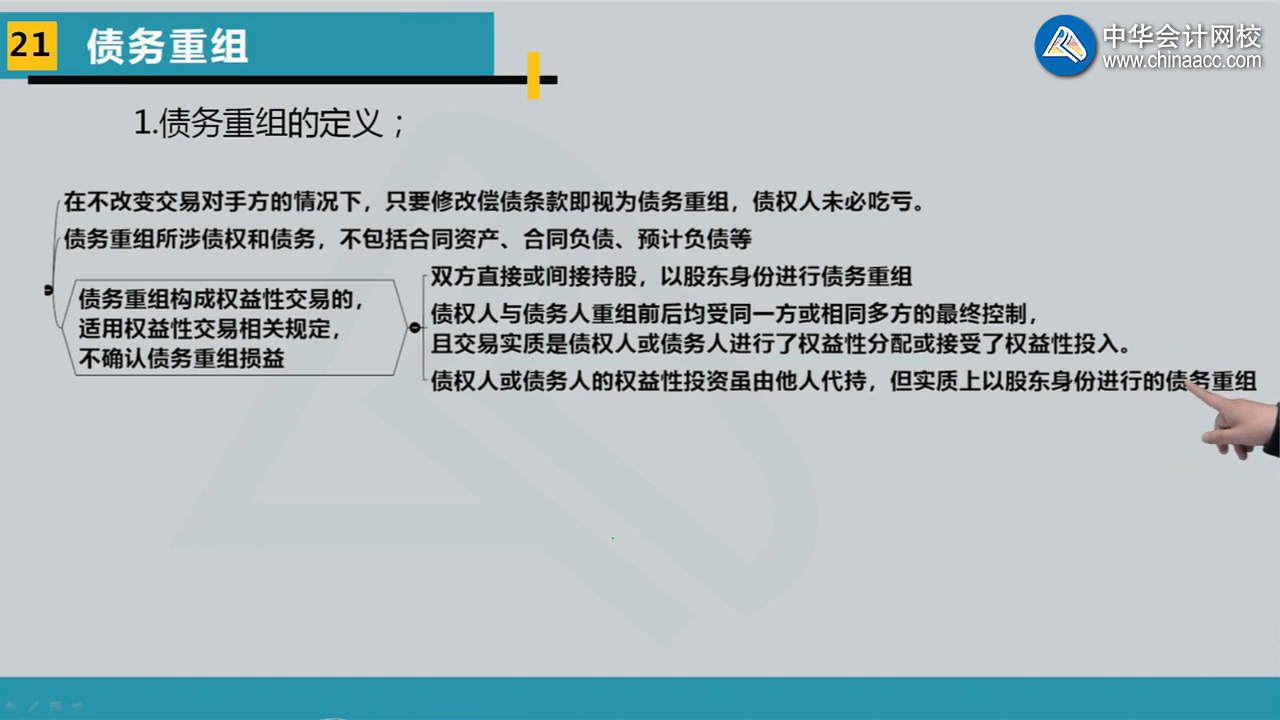 21 债务重组
中华会计网校
www.chinaacc.com
1.债务重组的定义；
在不改变交易对手方的情况下，只要修改偿债条款即视为债务重组，债权人未必吃亏。
债务重组所涉债权和债务，不包括合同资产、合同负债、预计负债等
债务重组构成权益性交易的，
适用权益性交易相关规定，
不确认债务重组损益
双方直接或间接持股，以股东身份进行债务重组
债权人与债务人重组前后均受同一方或相同多方的最终控制，
且交易实质是债权人或债务人进行了权益性分配或接受了权益性投入。
债权人或债务人的权益性投资虽由他人代持，但实质上以股东身份进行的债务重组